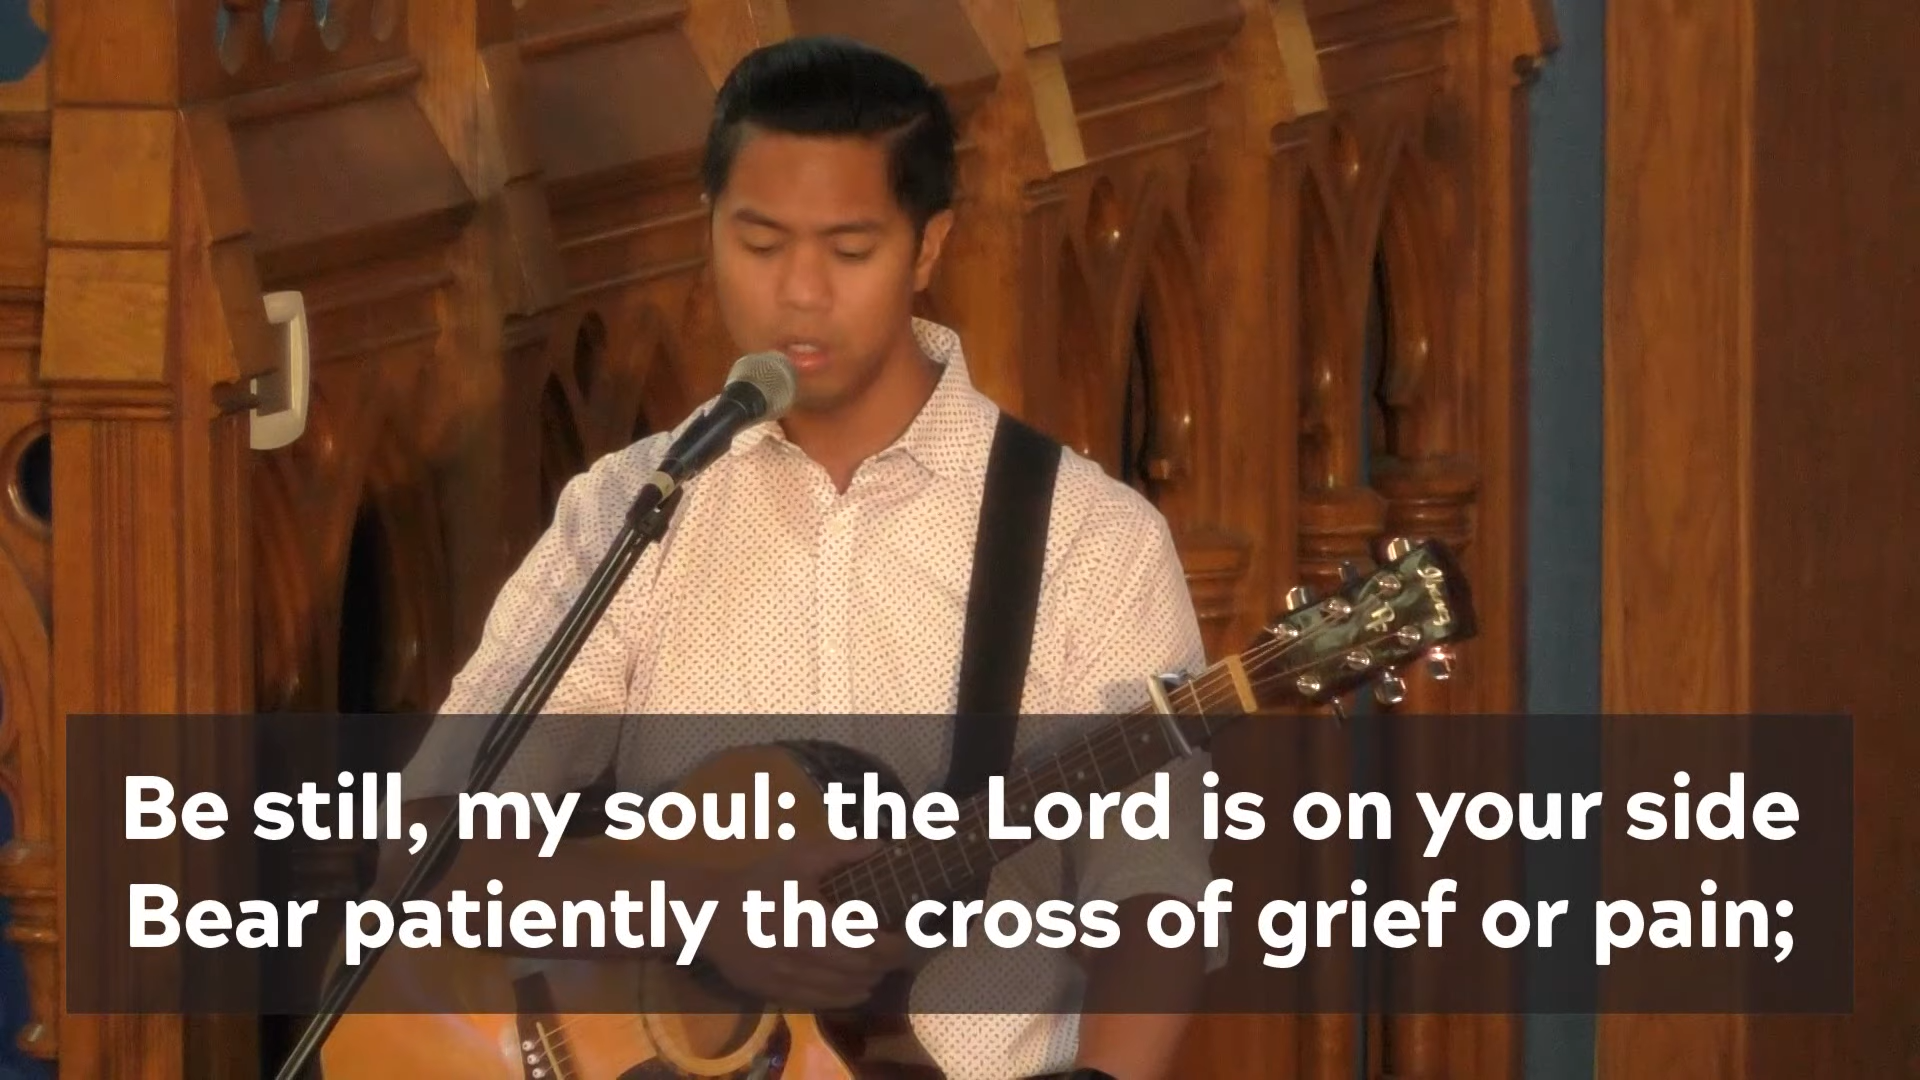 Be still, my soul: the Lord is on your side
Bear patiently the cross of grief or pain;